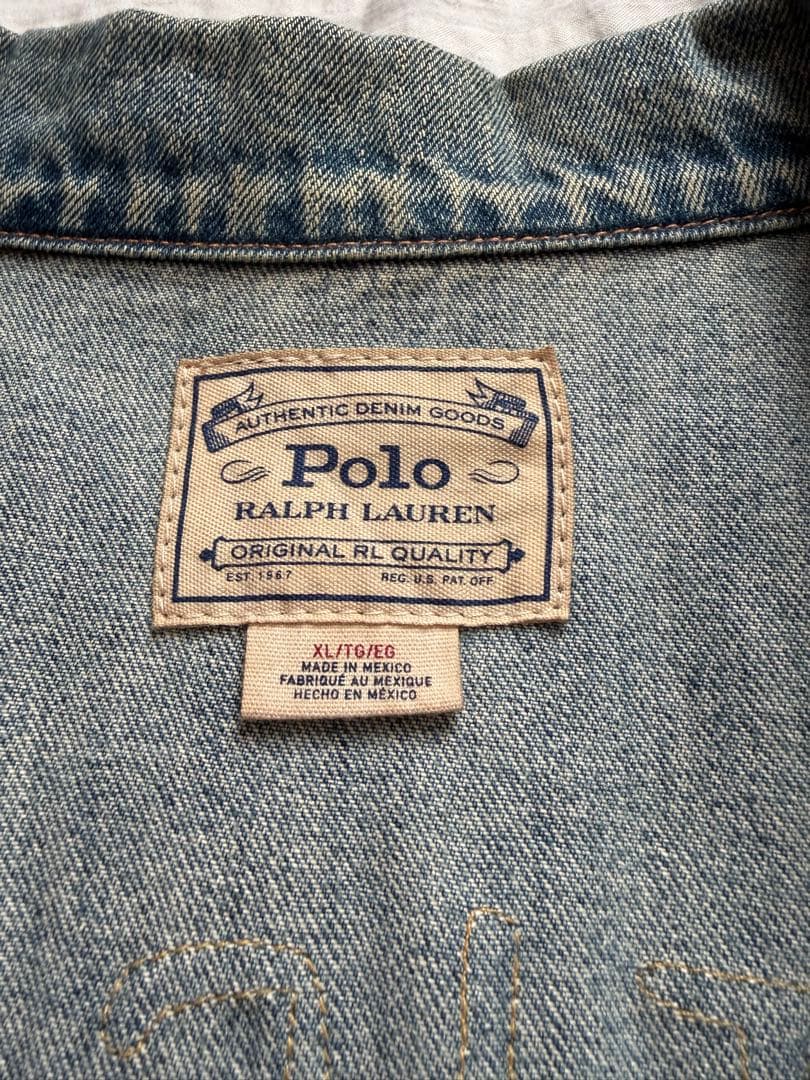 AUTHENTIC DENIM GOODS
Polo
RALPH LAUREN
ORIGINAL RL QUALITY
EST. 1967 REG. U.S. PAT. OFF.
XL/TG/EG
MADE IN MEXICO
FABRIQUÉ AU MEXIQUE
HECHO EN MÉXICO